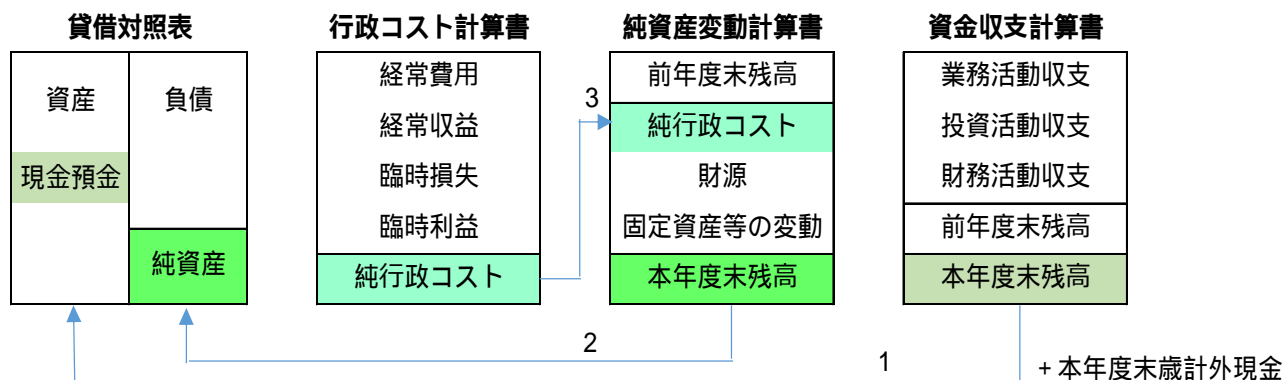 貸借対照表
資産
負債
現金預金
純資産
行政コスト計算書
経常費用
経常収益
臨時損失
臨時利益
純行政コスト
3
純資産変動計算書
前年度末残高
純行政コスト
財源
固定資産等の変動
本年度末残高
資金収支計算書
業務活動収支
投資活動収支
財務活動収支
前年度末残高
本年度末残高
2
1
+ 本年度末歳計外現金